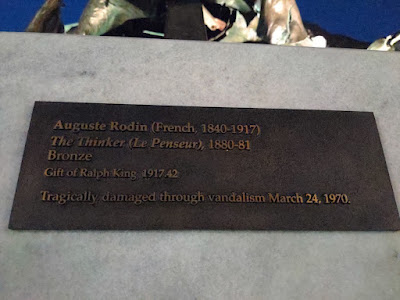 Auguste Rodin (French, 1840-1917)
The Thinker (Le Penseur), 1880-81
Bronze
Gift of Ralph King, 1917.42
Tragically damaged through vandalism March 24, 1970.